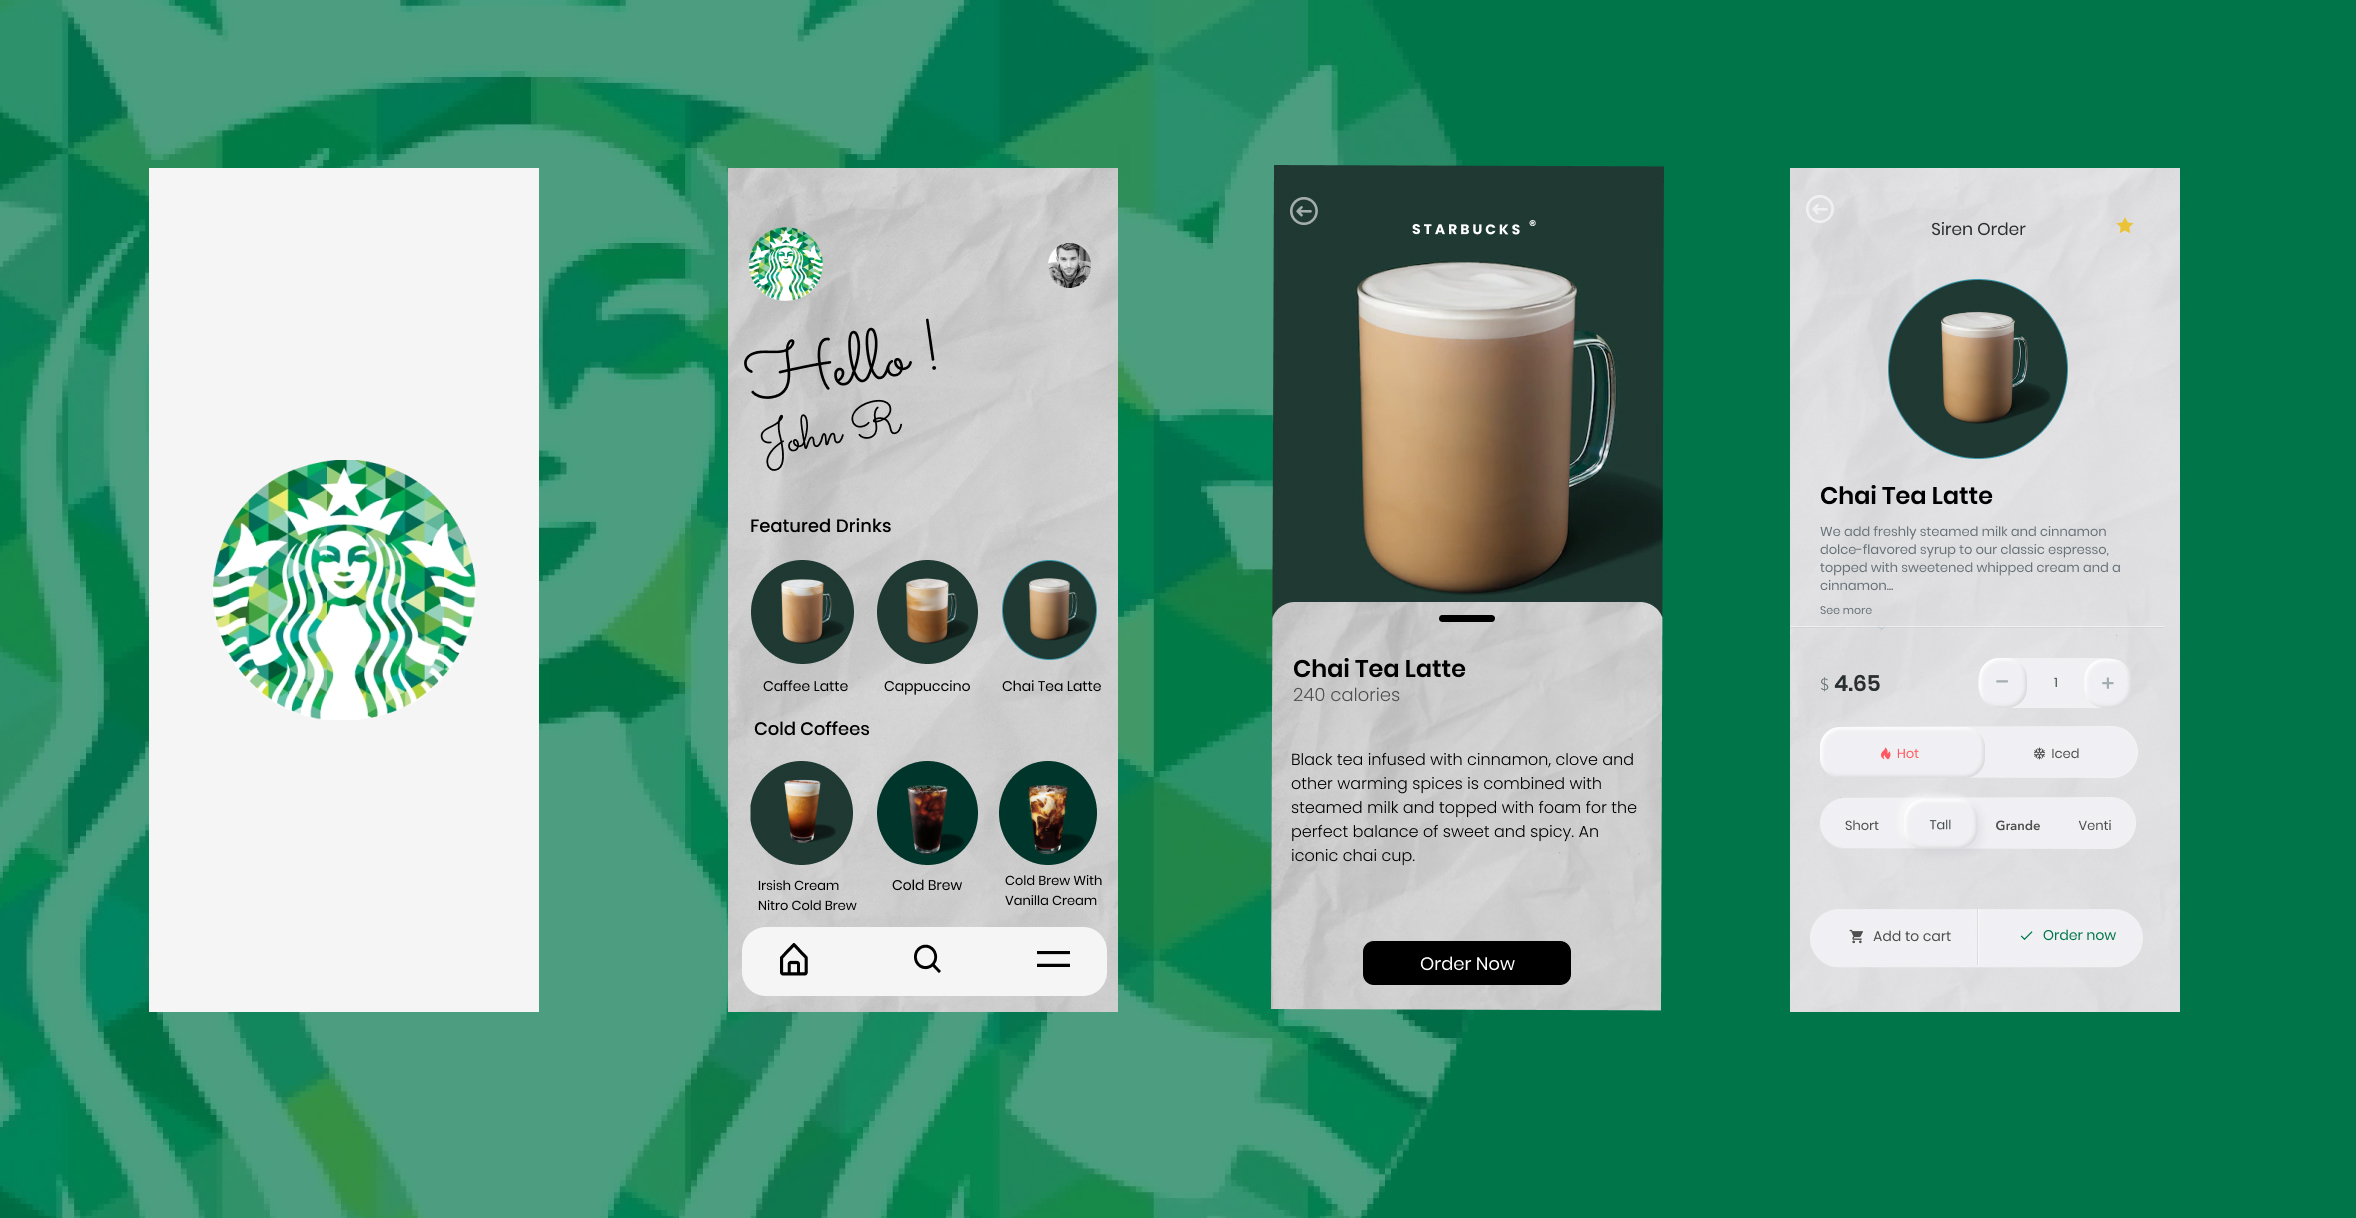 Hello !
John R
Featured Drinks
Caffee Latte
Cappuccino
Chai Tea Latte
Cold Coffees
Irsish Cream
Nitro Cold Brew
Cold Brew
Cold Brew With
Vanilla Cream
STARBUCKS ®
Chai Tea Latte
240 calories
Black tea infused with cinnamon, clove and
other warming spices is combined with
steamed milk and topped with foam for the
perfect balance of sweet and spicy. An
iconic chai cup.
Order Now
Siren Order
Chai Tea Latte
We add freshly steamed milk and cinnamon
dolce-flavored syrup to our classic espresso,
topped with sweetened whipped cream and a
cinnamon...
See more
$ 4.65
1
Hot
Iced
Short
Tall
Grande
Venti
Add to cart
Order now